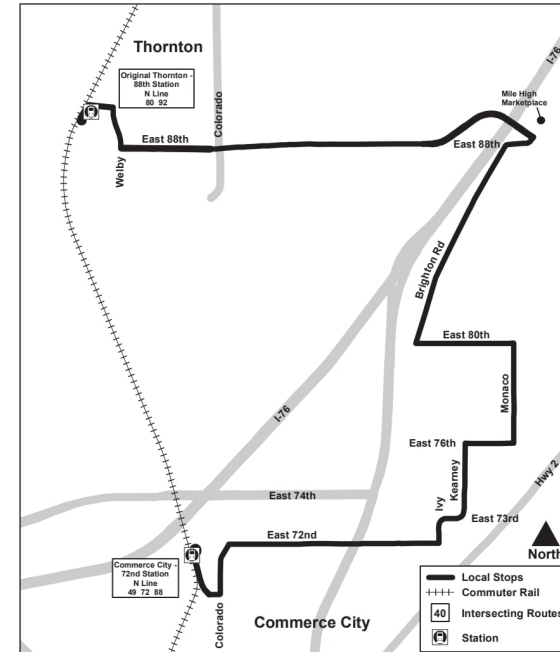 Thornton
Original Thornton -
88th Station
N Line
80 92
Colorado
I-76
Mile High
Marketplace
East 88th
East 88th
Welby
Brighton Rd
East 80th
Monaco
I-76
East 76th
Kearney
Hwy 2
Ivy
East 74th
East 73rd
East 72nd
North
Commerce City -
72nd Station
N Line
49 72 88
Colorado
Commerce City
Local Stops
Commuter Rail
40 Intersecting Routes
Station